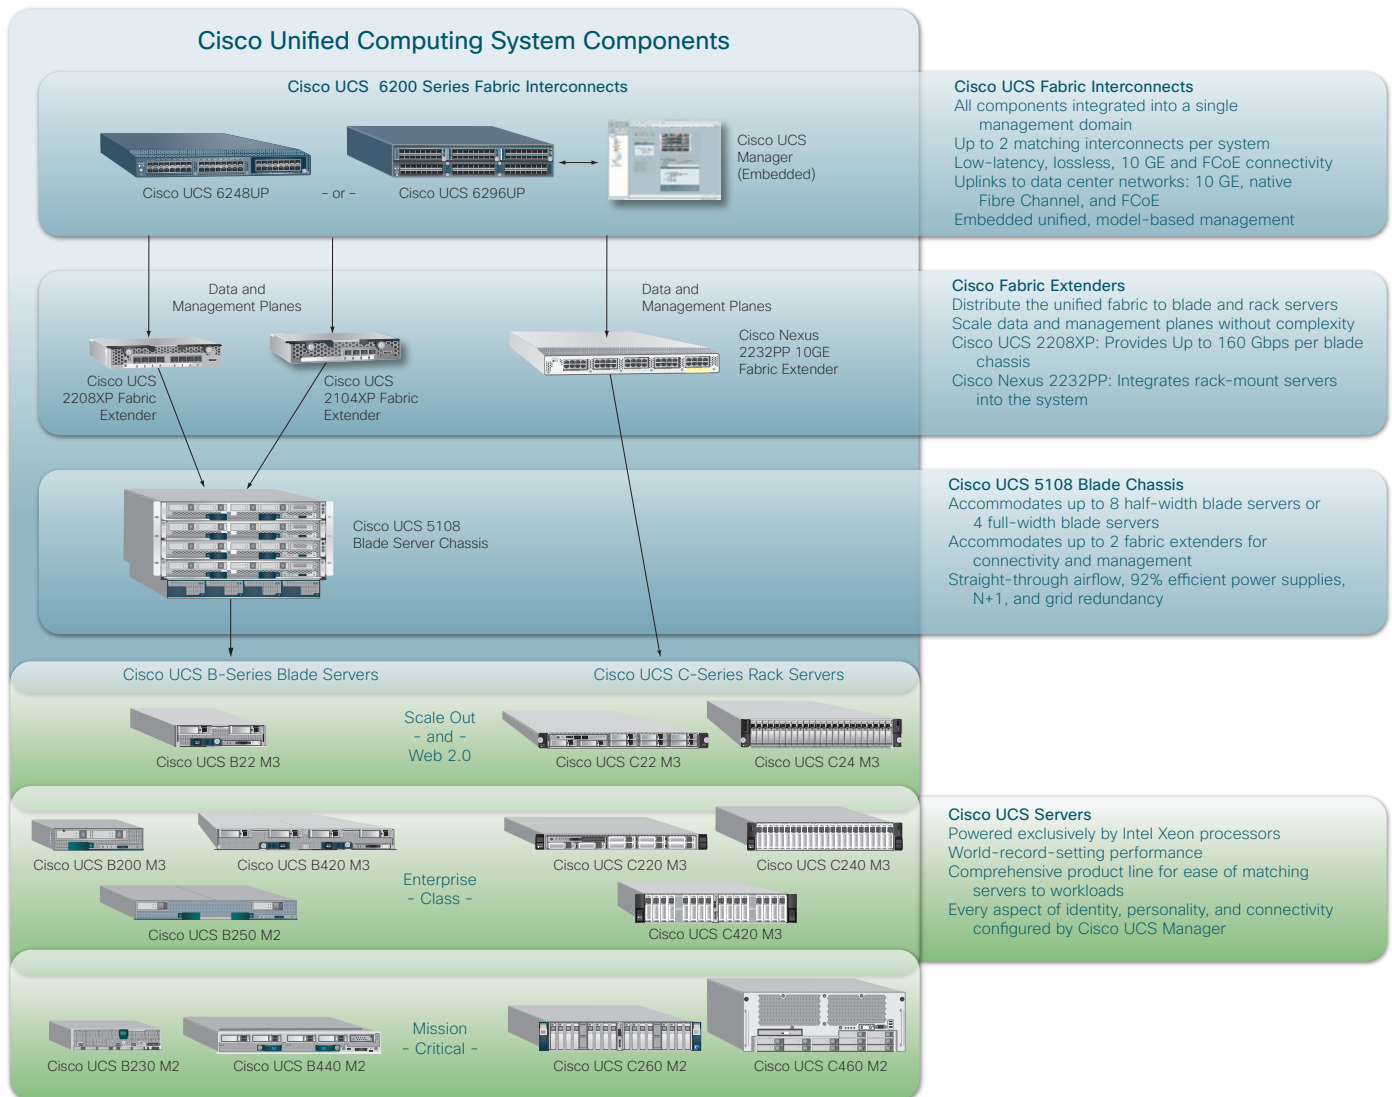 Cisco Unified Computing System Components
Cisco UCS  6200 Series Fabric Interconnects
Cisco UCS 6248UP
- or -
Cisco UCS 6296UP
Cisco UCS
Manager
(Embedded)
Cisco UCS Fabric Interconnects
All components integrated into a single
management domain
Up to 2 matching interconnects per system
Low-latency, lossless, 10 GE and FCoE connectivity
Uplinks to data center networks: 10 GE, native
Fibre Channel, and FCoE
Embedded unified, model-based management
Data and
Management Planes
Data and
Management Planes
Cisco UCS
2208XP Fabric
Extender
Cisco UCS
2104XP Fabric
Extender
Cisco Nexus
2232PP 10GE
Fabric Extender
Cisco Fabric Extenders
Distribute the unified fabric to blade and rack servers
Scale data and management planes without complexity
Cisco UCS 2208XP: Provides Up to 160 Gbps per blade
chassis
Cisco Nexus 2232PP: Integrates rack-mount servers
into the system
Cisco UCS 5108
Blade Server Chassis
Cisco UCS 5108 Blade Chassis
Accommodates up to 8 half-width blade servers or
4 full-width blade servers
Accommodates up to 2 fabric extenders for
connectivity and management
Straight-through airflow, 92% efficient power supplies,
N+1, and grid redundancy
Cisco UCS B-Series Blade Servers
Cisco UCS C-Series Rack Servers
Cisco UCS B22 M3
Scale Out
- and -
Web 2.0
Cisco UCS C22 M3
Cisco UCS C24 M3
Cisco UCS B200 M3
Cisco UCS B420 M3
Cisco UCS B250 M2
Enterprise
- Class -
Cisco UCS C220 M3
Cisco UCS C240 M3
Cisco UCS C420 M3
Cisco UCS Servers
Powered exclusively by Intel Xeon processors
World-record-setting performance
Comprehensive product line for ease of matching
servers to workloads
Every aspect of identity, personality, and connectivity
configured by Cisco UCS Manager
Cisco UCS B230 M2
Cisco UCS B440 M2
Mission
- Critical -
Cisco UCS C260 M2
Cisco UCS C460 M2